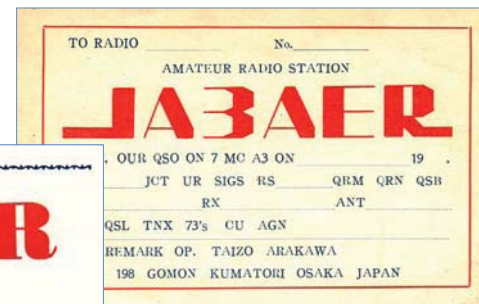 TO RADIO No.
AMATEUR RADIO STATION
JA3AER
. OUR QSO ON 7 MC A3 ON 19 .
JCT UR SIGS RS QRM QRN QSB
RX ANT
QSL TNX 73's CU AGN
REMARK OP. TAIZO ARAKAWA
198 GOMON KUMATORI OSAKA JAPAN
R